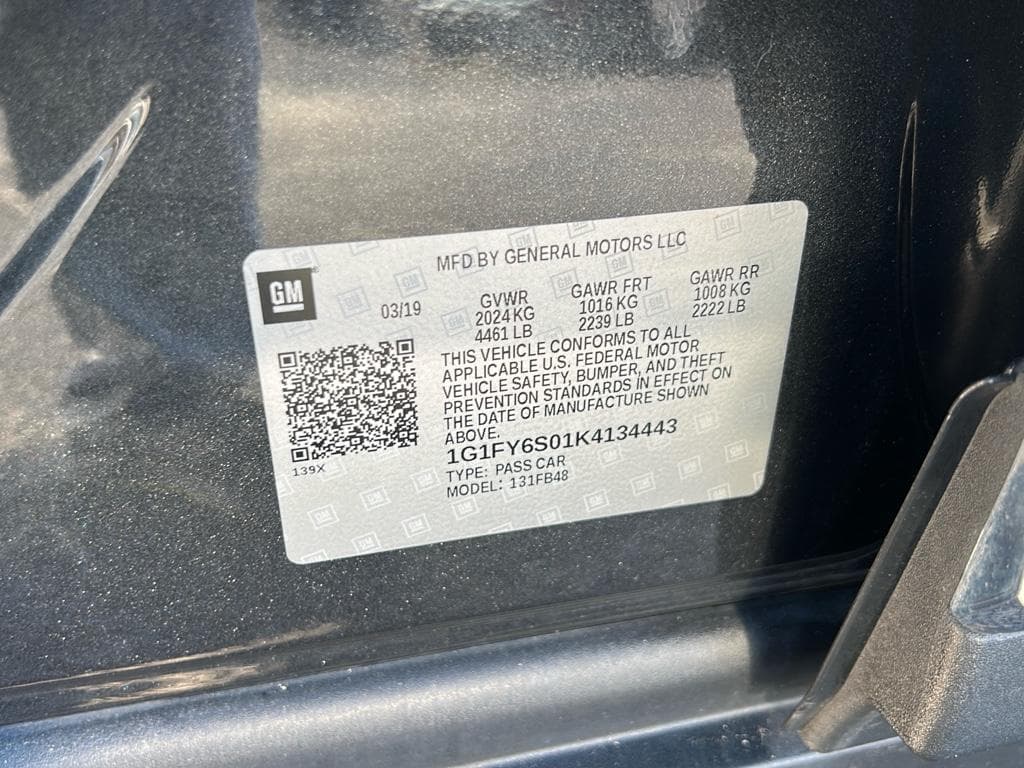 MFD BY GENERAL MOTORS LLC
GM
03/19
GVWR
2024 KG
4461 LB
GAWR FRT
1016 KG
2239 LB
GAWR RR
1008 KG
2222 LB
THIS VEHICLE CONFORMS TO ALL
APPLICABLE U.S. FEDERAL MOTOR
VEHICLE SAFETY, BUMPER, AND THEFT
PREVENTION STANDARDS IN EFFECT ON
THE DATE OF MANUFACTURE SHOWN
ABOVE.
1G1FY6S01K4134443
TYPE: PASS CAR
MODEL: 131FB48
139X